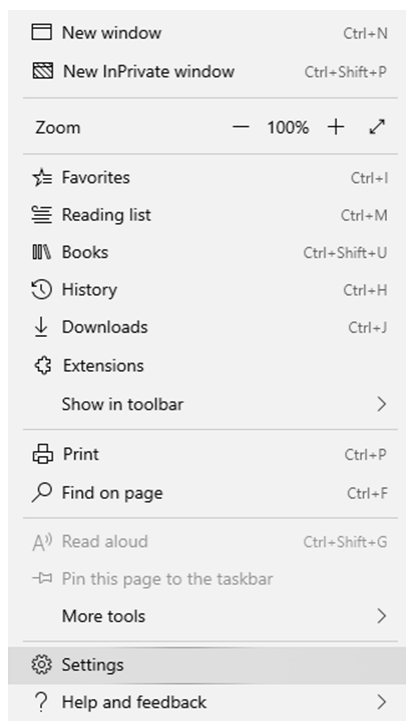 New window Ctrl+N
New InPrivate window Ctrl+Shift+P
Zoom — 100% +
Favorites Ctrl+I
Reading list Ctrl+M
Books Ctrl+Shift+U
History Ctrl+H
Downloads Ctrl+J
Extensions
Show in toolbar
Print Ctrl+P
Find on page Ctrl+F
Read aloud Ctrl+Shift+G
Pin this page to the taskbar
More tools
Settings
? Help and feedback